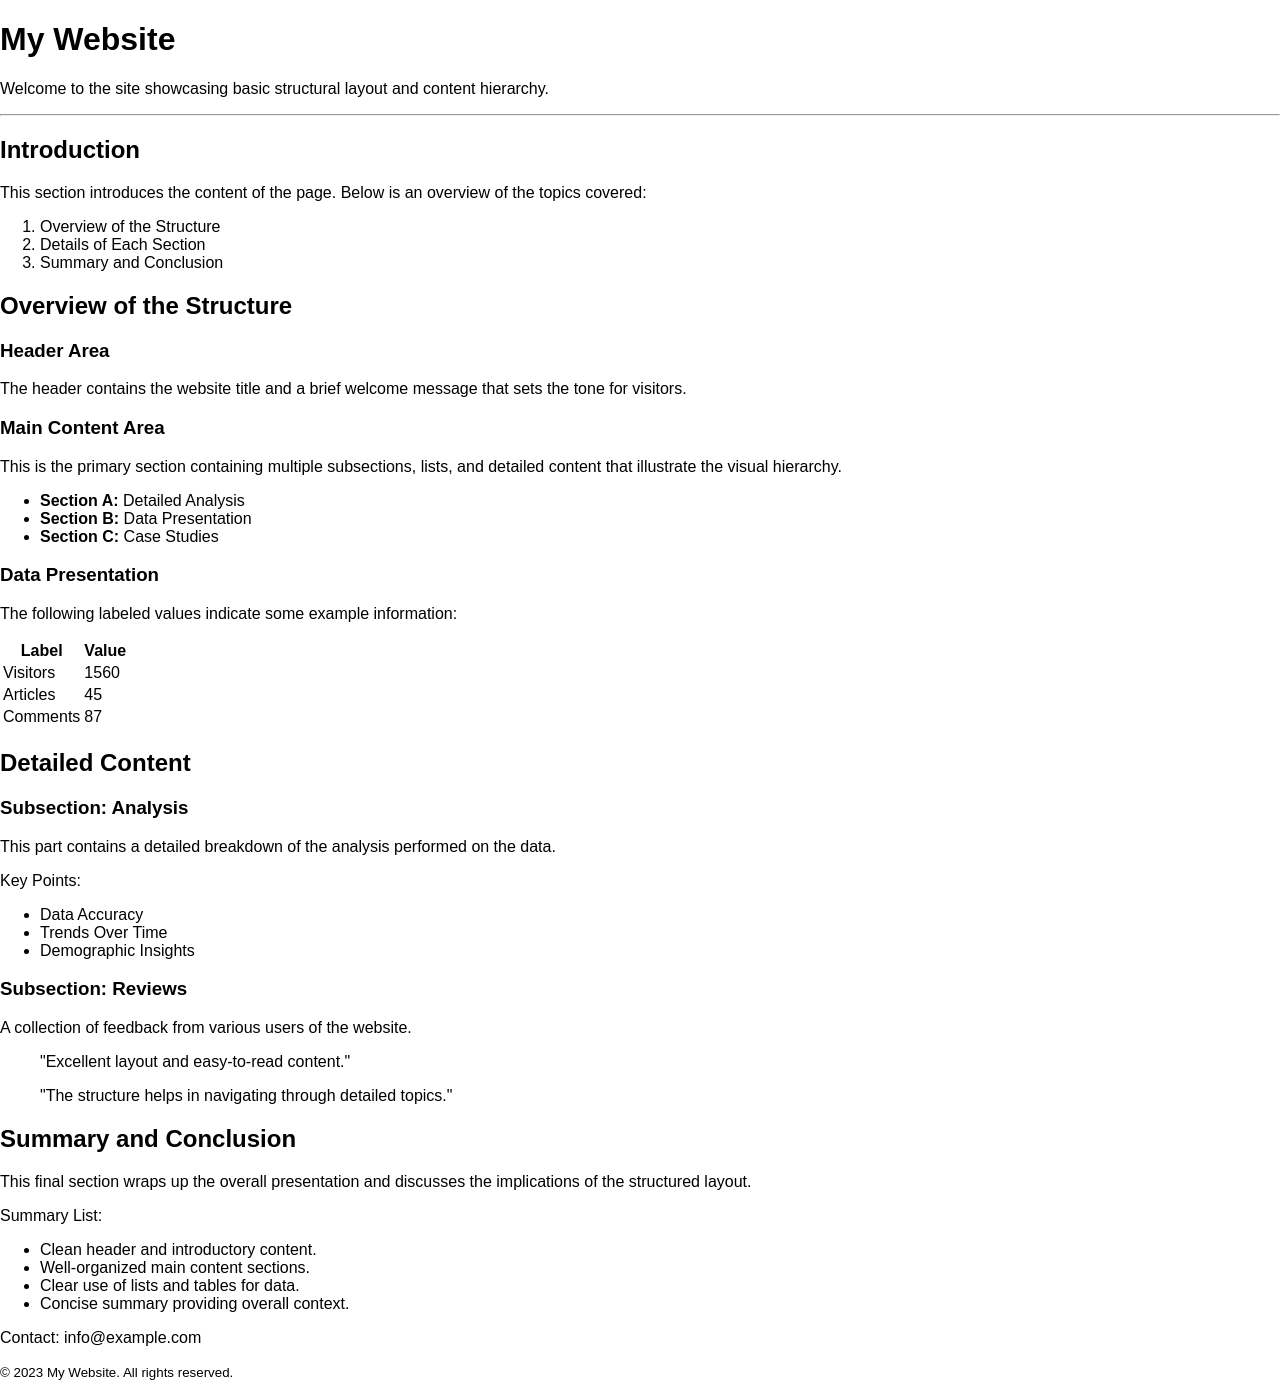 My Website
Welcome to the site showcasing basic structural layout and content hierarchy.
Introduction
This section introduces the content of the page. Below is an overview of the topics covered:
1. Overview of the Structure
2. Details of Each Section
3. Summary and Conclusion
Overview of the Structure
Header Area
The header contains the website title and a brief welcome message that sets the tone for visitors.
Main Content Area
This is the primary section containing multiple subsections, lists, and detailed content that illustrate the visual hierarchy.
• Section A: Detailed Analysis
• Section B: Data Presentation
• Section C: Case Studies
Data Presentation
The following labeled values indicate some example information:
Label Value
Visitors 1560
Articles 45
Comments 87
Detailed Content
Subsection: Analysis
This part contains a detailed breakdown of the analysis performed on the data.
Key Points:
• Data Accuracy
• Trends Over Time
• Demographic Insights
Subsection: Reviews
A collection of feedback from various users of the website.
"Excellent layout and easy-to-read content."
"The structure helps in navigating through detailed topics."
Summary and Conclusion
This final section wraps up the overall presentation and discusses the implications of the structured layout.
Summary List:
• Clean header and introductory content.
• Well-organized main content sections.
• Clear use of lists and tables for data.
• Concise summary providing overall context.
Contact: info@example.com
© 2023 My Website. All rights reserved.